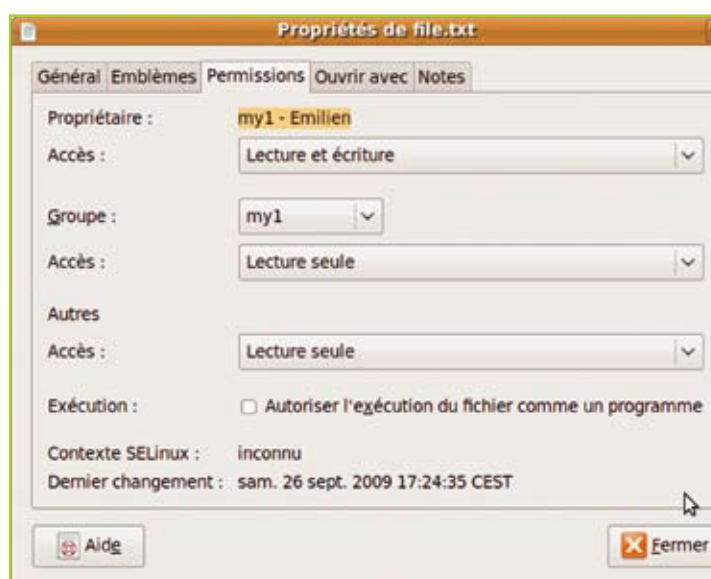 Propriétés de file.txt
Général Emblèmes Permissions Ouvrir avec Notes
Propriétaire : my1 - Emilien
Accès : Lecture et écriture
Groupe : my1
Accès : Lecture seule
Autres
Accès : Lecture seule
Exécution : Autoriser l'exécution du fichier comme un programme
Contexte SELinux : inconnu
Dernier changement : sam. 26 sept. 2009 17:24:35 CEST
Aide Fermer